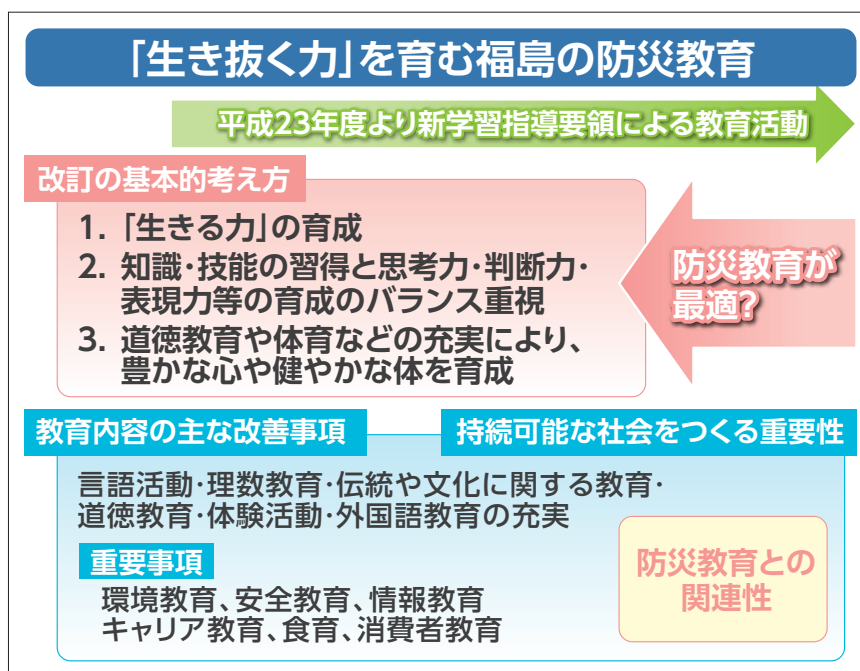 「生き抜く力」を育む福島の防災教育
平成23年度より新学習指導要領による教育活動
改訂の基本的考え方
1. 「生きる力」の育成
2. 知識・技能の習得と思考力・判断力・
表現力等の育成のバランス重視
3. 道徳教育や体育などの充実により、
豊かな心や健やかな体を育成
防災教育が
最適?
教育内容の主な改善事項
持続可能な社会をつくる重要性
言語活動・理数教育・伝統や文化に関する教育・
道徳教育・体験活動・外国語教育の充実
重要事項
環境教育、安全教育、情報教育
キャリア教育、食育、消費者教育
防災教育との
関連性